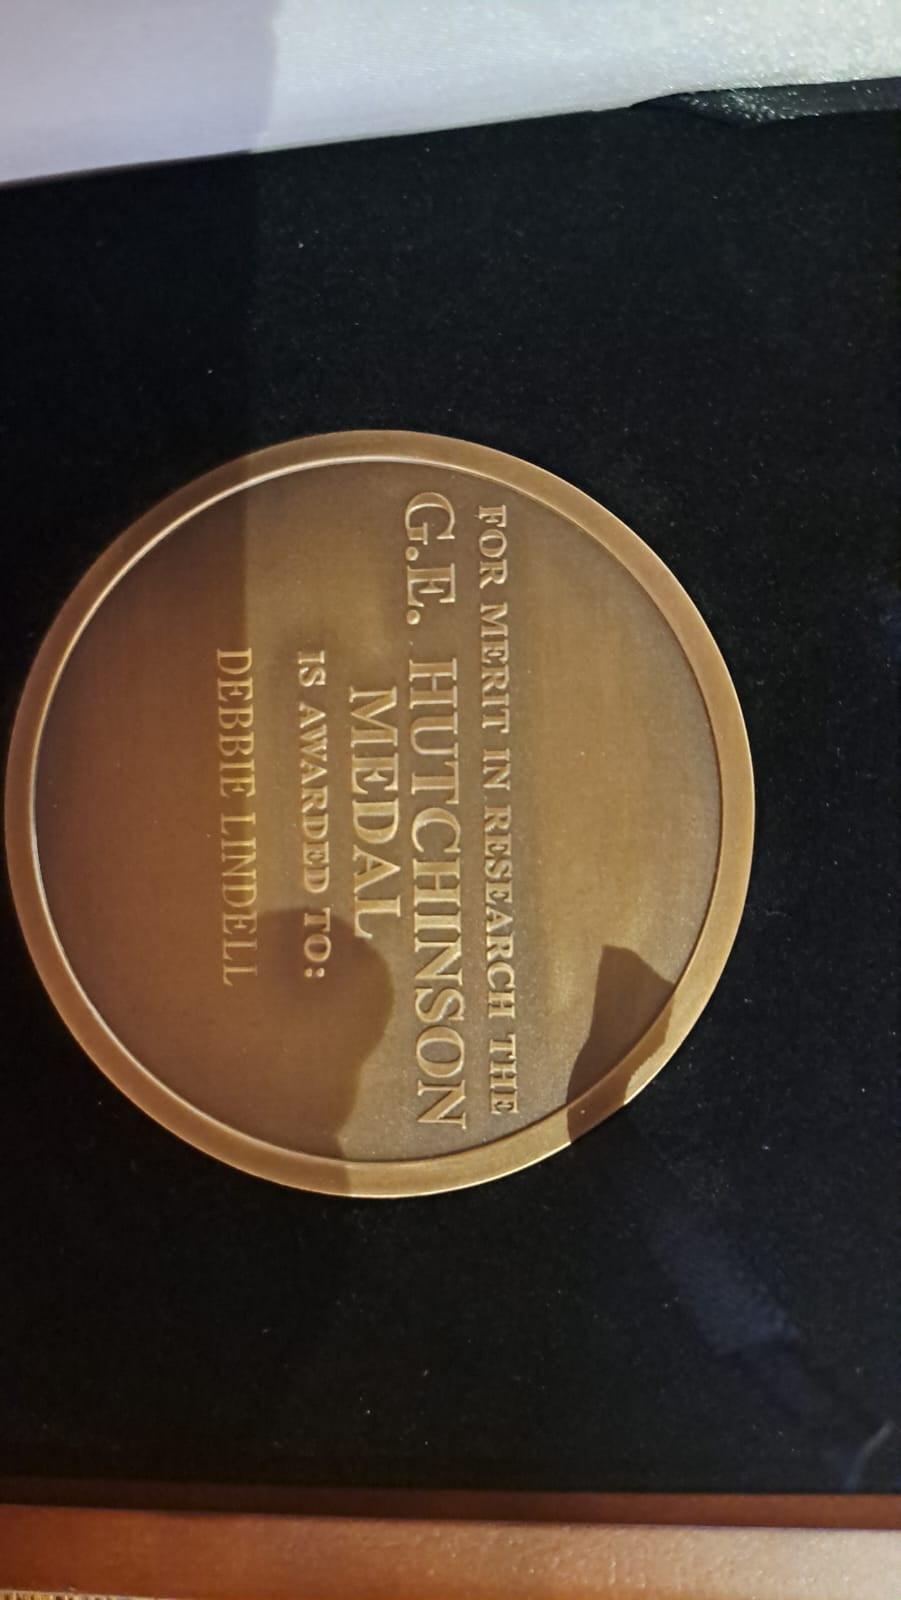 FOR MERIT IN RESEARCH THE
G.E. HUTCHINSON
MEDAL
IS AWARDED TO:
DEBBIE LINDELL